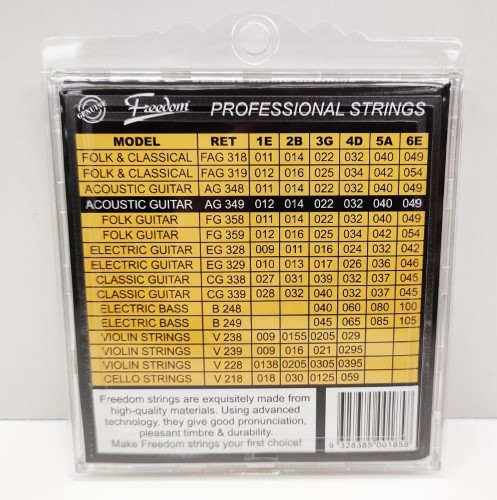 GENUINE Freedom PROFESSIONAL STRINGS
MODEL RET 1E 2B 3G 4D 5A 6E
FOLK & CLASSICAL FAG 318 011 014 022 032 040 049
FOLK & CLASSICAL FAG 319 012 016 025 034 042 054
ACOUSTIC GUITAR AG 348 011 014 022 032 040 049
ACOUSTIC GUITAR AG 349 012 014 022 032 040 049
FOLK GUITAR FG 358 011 014 022 032 040 049
FOLK GUITAR FG 359 012 016 025 034 042 054
ELECTRIC GUITAR EG 328 009 011 016 024 032 042
ELECTRIC GUITAR EG 329 010 013 017 026 036 046
CLASSIC GUITAR CG 338 027 031 039 032 037 045
CLASSIC GUITAR CG 339 028 032 040 032 037 045
ELECTRIC BASS B 248 040 060 080 100
ELECTRIC BASS B 249 045 065 085 105
VIOLIN STRINGS V 238 009 0155 0205 029
VIOLIN STRINGS V 239 009 016 021 0295
VIOLIN STRINGS V 228 0138 0205 0305 0395
CELLO STRINGS V 218 018 030 0125 059
Freedom strings are exquisitely made from
high-quality materials. Using advanced
technology, they give good pronunciation,
pleasant timbre & durability.
Make Freedom strings your first choice!
9 328385 001858